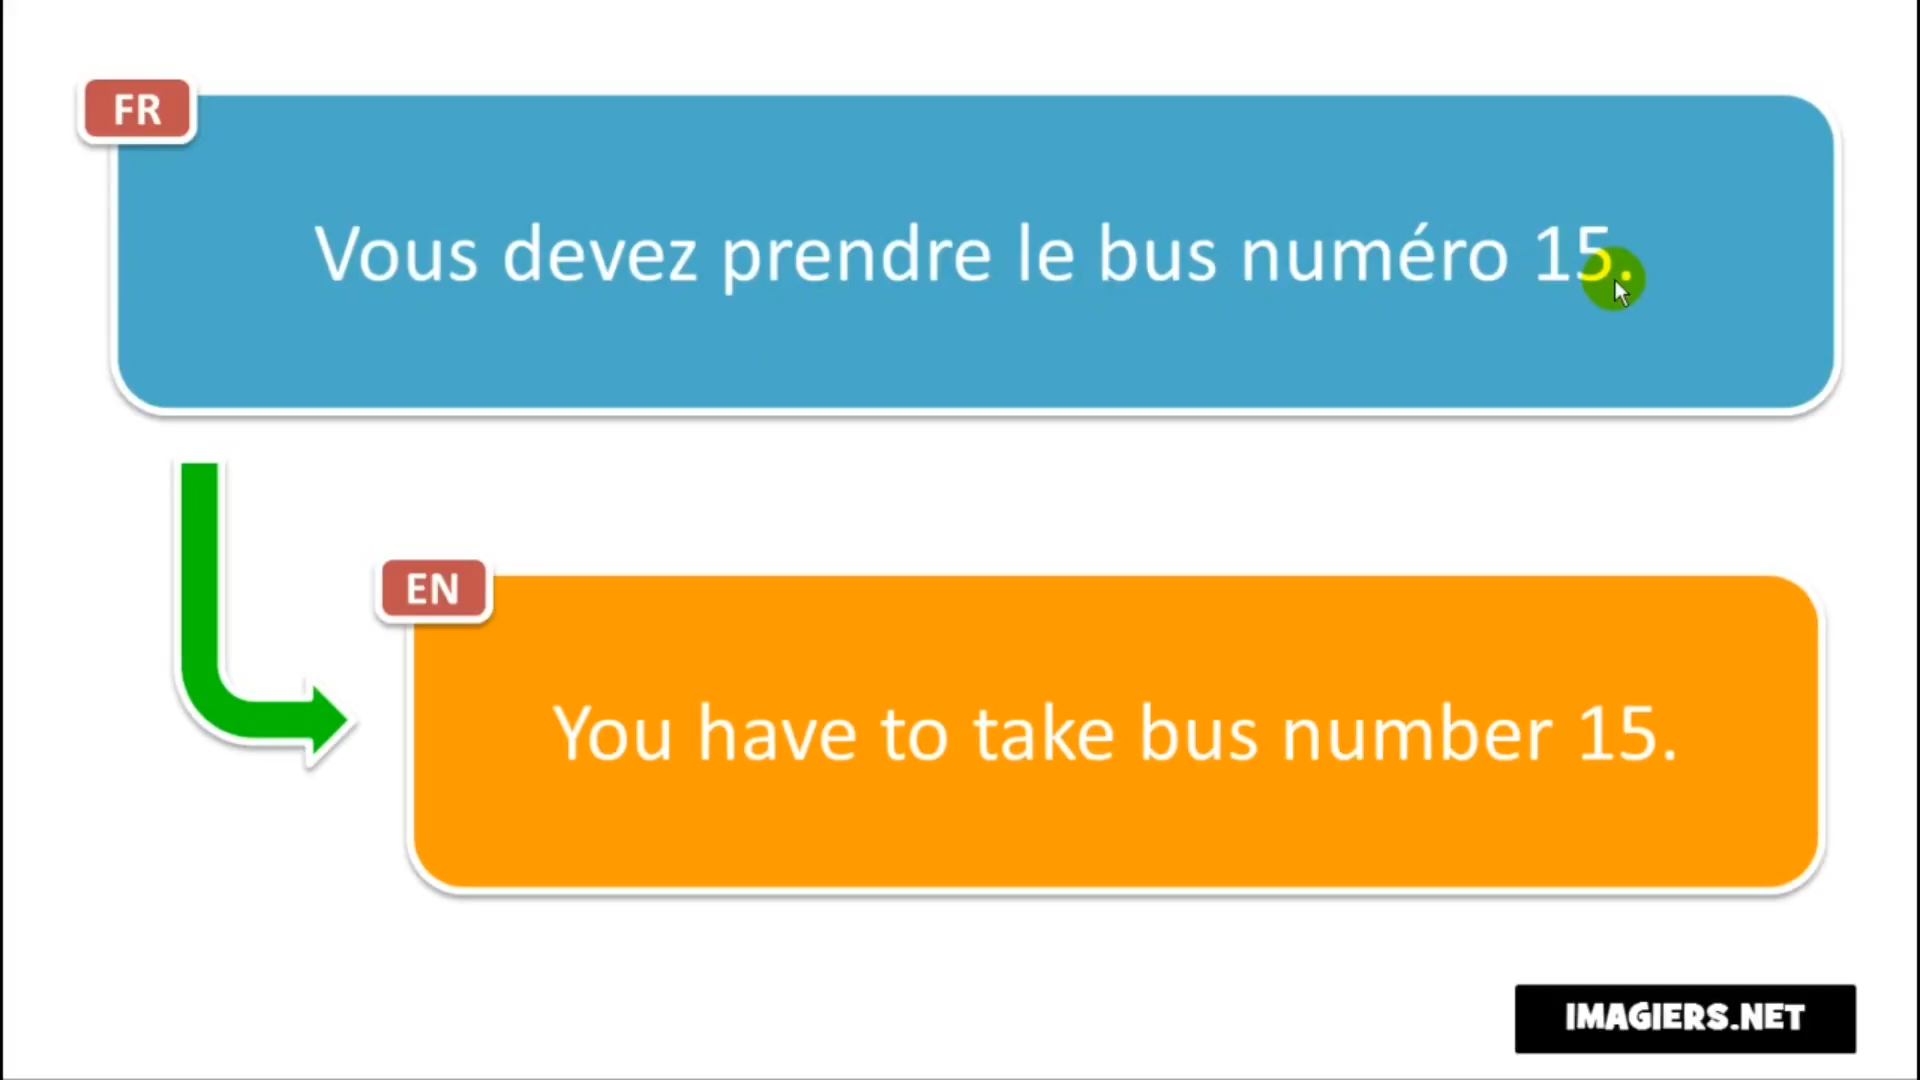 FR
Vous devez prendre le bus numéro 15.
EN
You have to take bus number 15.
IMAGIERS.NET